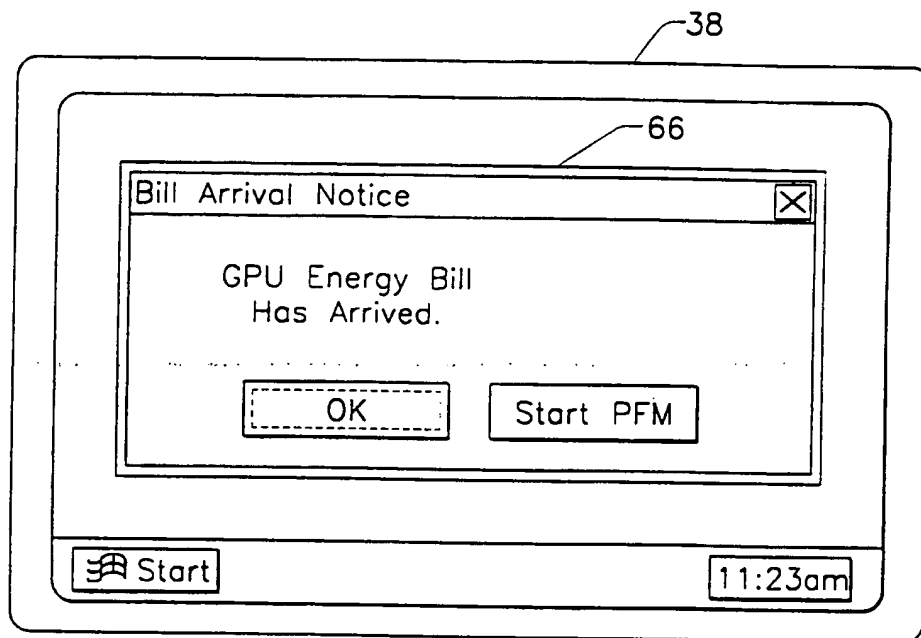 38
66
Bill Arrival Notice
GPU Energy Bill
Has Arrived.
OK
Start PFM
Start
11:23am